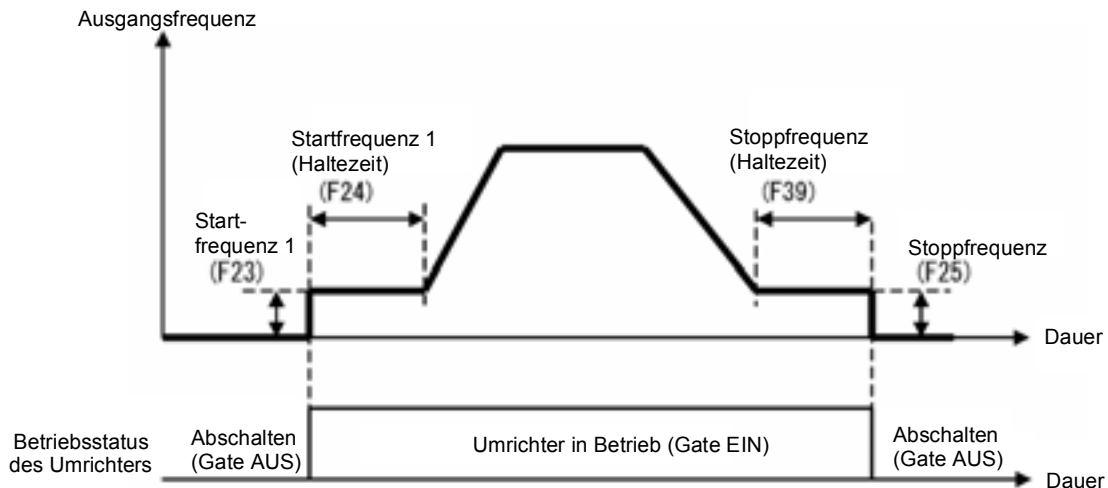 Ausgangsfrequenz
Startfrequenz 1
(Haltezeit)
(F24)
Stoppfrequenz
(Haltezeit)
(F39)
Start-
frequenz 1
(F23)
Stoppfrequenz
(F25)
Dauer
Betriebsstatus
des Umrichters
Abschalten
(Gate AUS)
Umrichter in Betrieb (Gate EIN)
Abschalten
(Gate AUS)
Dauer